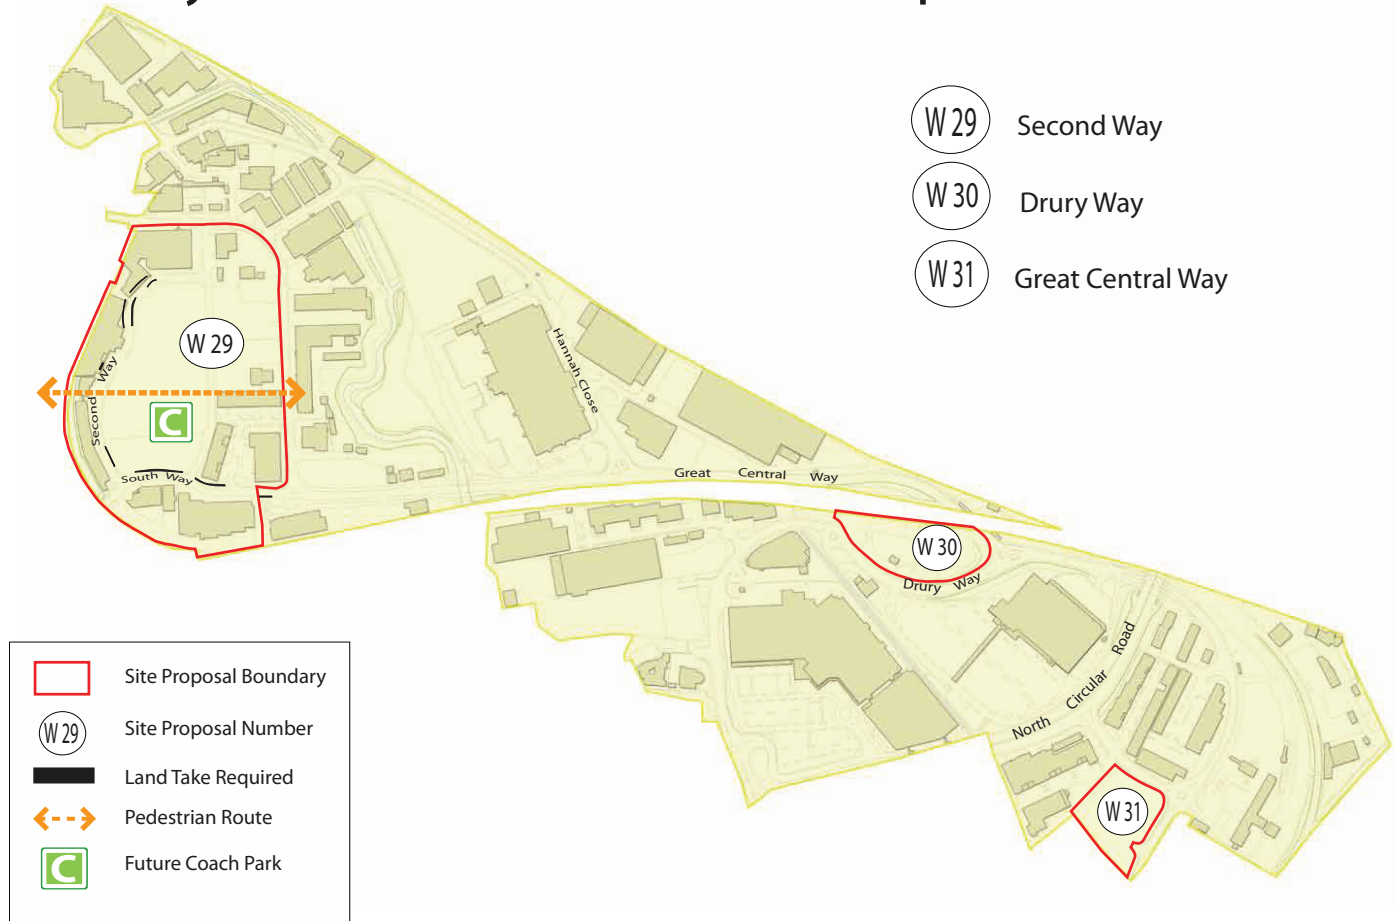 W 29 Second Way
W 30 Drury Way
W 31 Great Central Way
W 29
Hannah Close
Second Way
C
South Way
Great Central Way
W 30
Drury Way
North Circular Road
W 31
Site Proposal Boundary
W 29 Site Proposal Number
Land Take Required
Pedestrian Route
C Future Coach Park